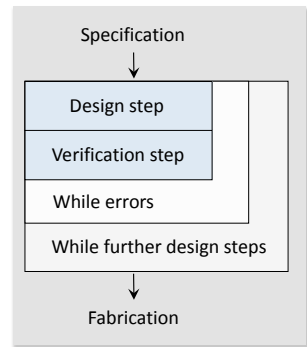 Specification
Design step
Verification step
While errors
While further design steps
Fabrication